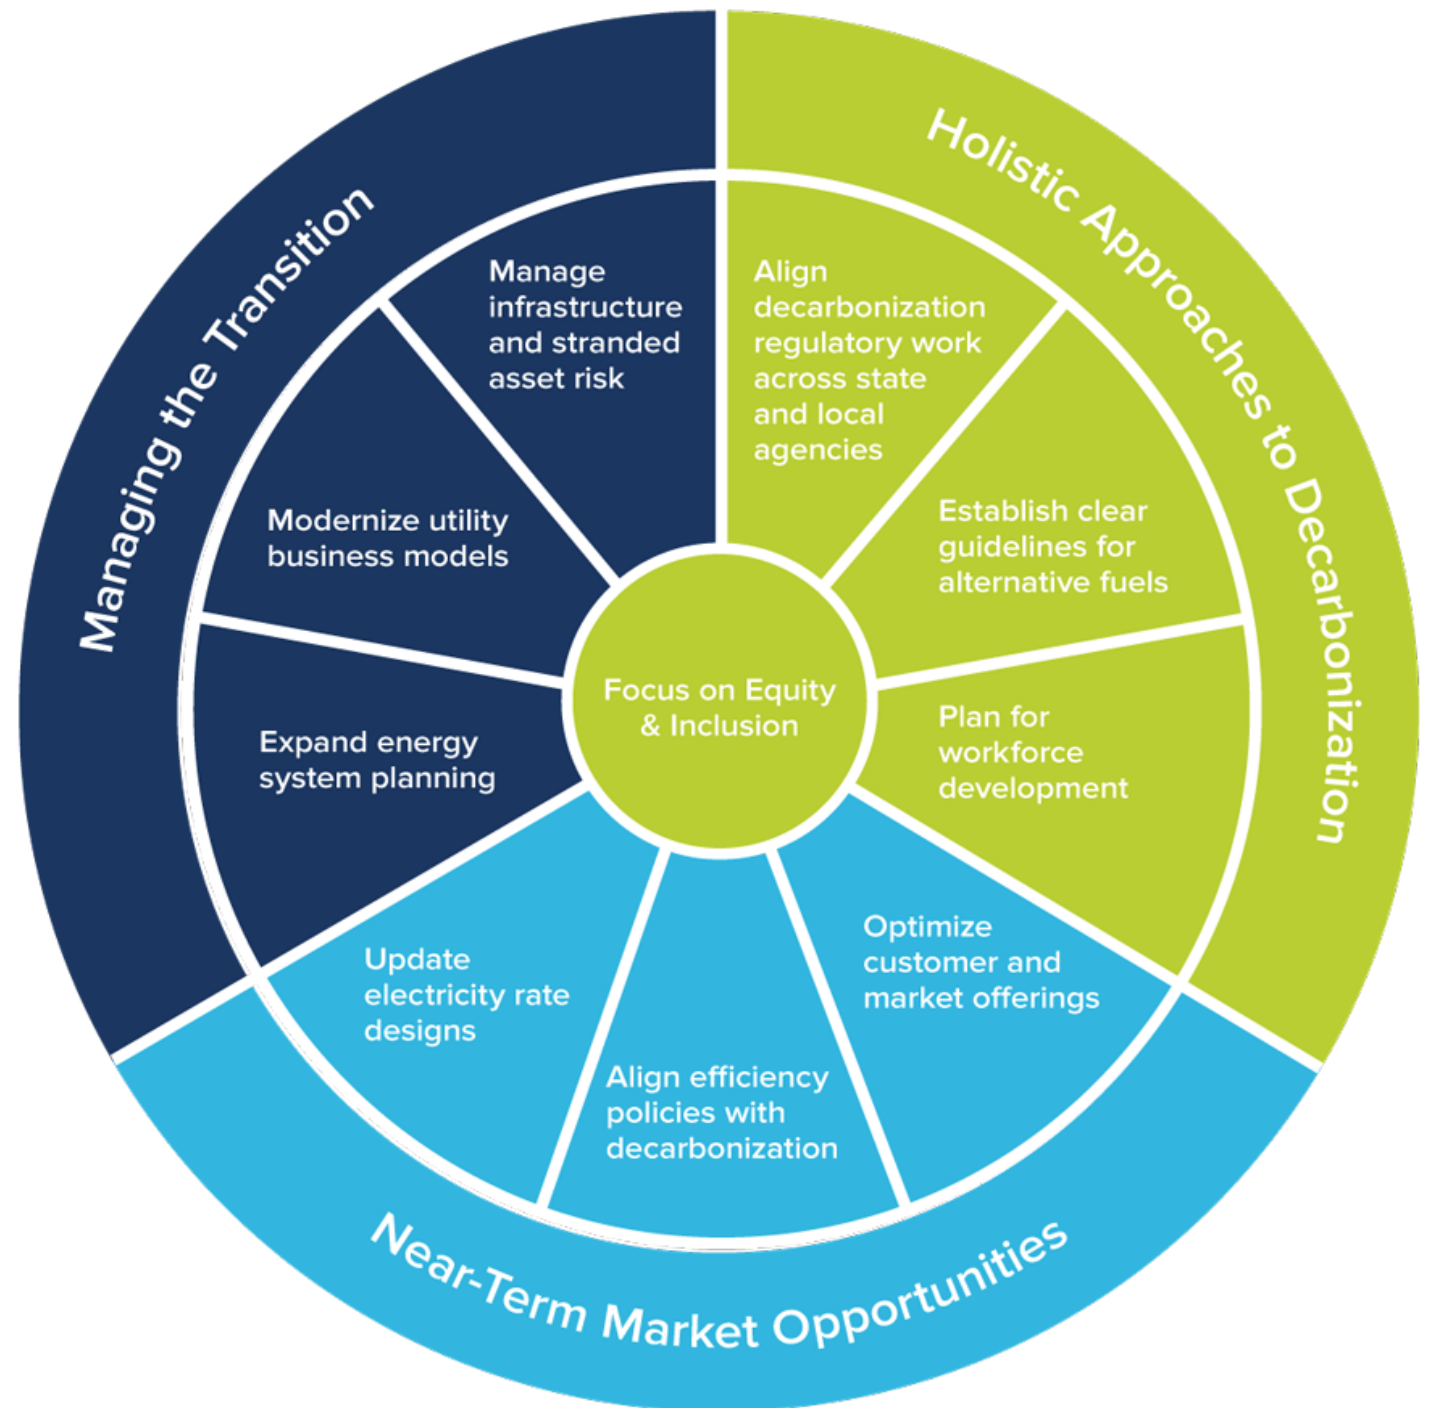 Managing the Transition
Holistic Approaches to Decarbonization
Manage
infrastructure
and stranded
asset risk
Align
decarbonization
regulatory work
across state
and local
agencies
Modernize utility
business models
Establish clear
guidelines for
alternative fuels
Focus on Equity
& Inclusion
Expand energy
system planning
Plan for
workforce
development
Update
electricity rate
designs
Optimize
customer and
market offerings
Align efficiency
policies with
decarbonization
Near-Term Market Opportunities